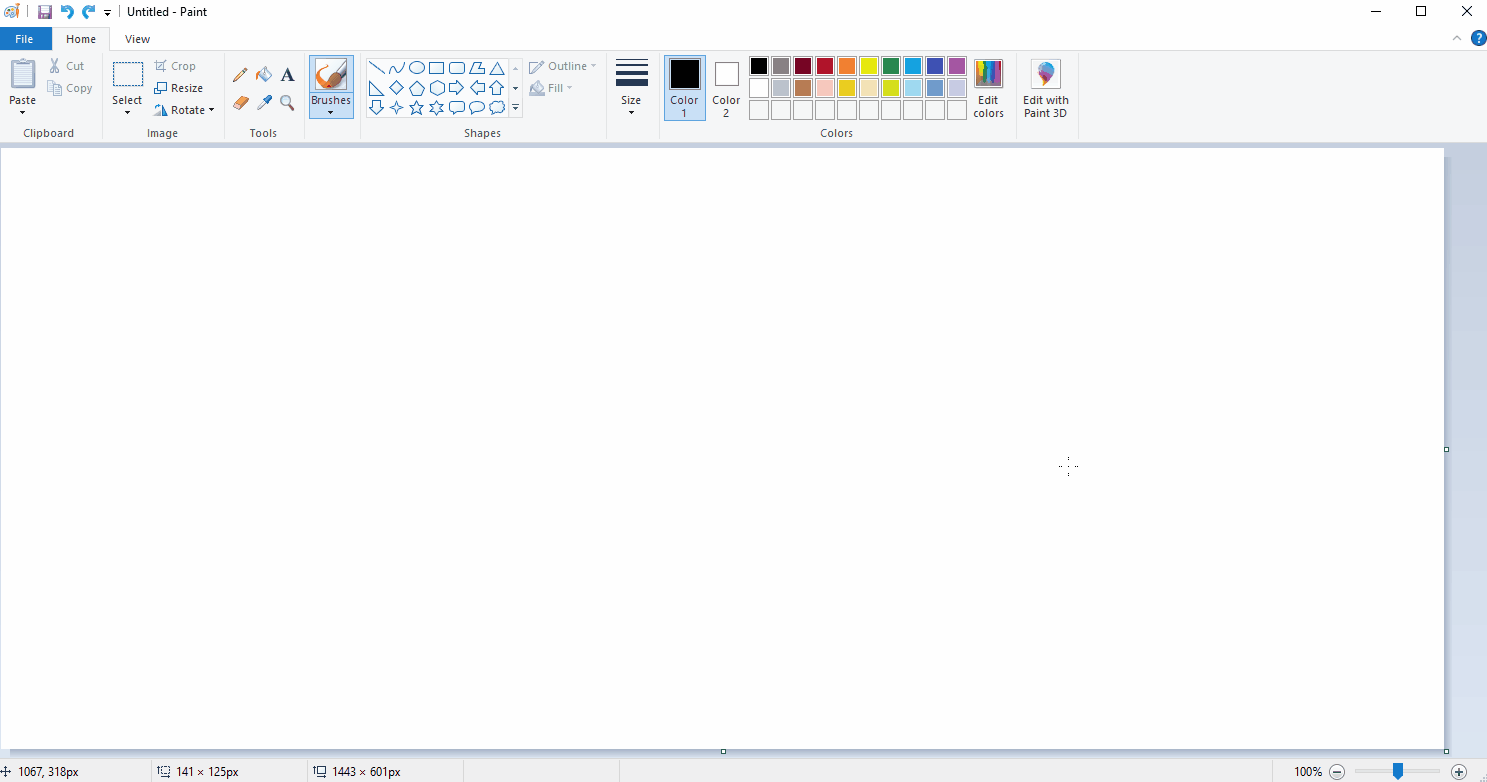 Untitled - Paint
File Home View
Paste
Cut
Copy
Clipboard
Select
Crop
Resize
Rotate
Image
A
Tools
Brushes
Shapes
Outline
Fill
Size
Color 1
Color 2
Colors
Edit colors
Edit with Paint 3D
?
1067, 318px 141 × 125px 1443 × 601px 100%